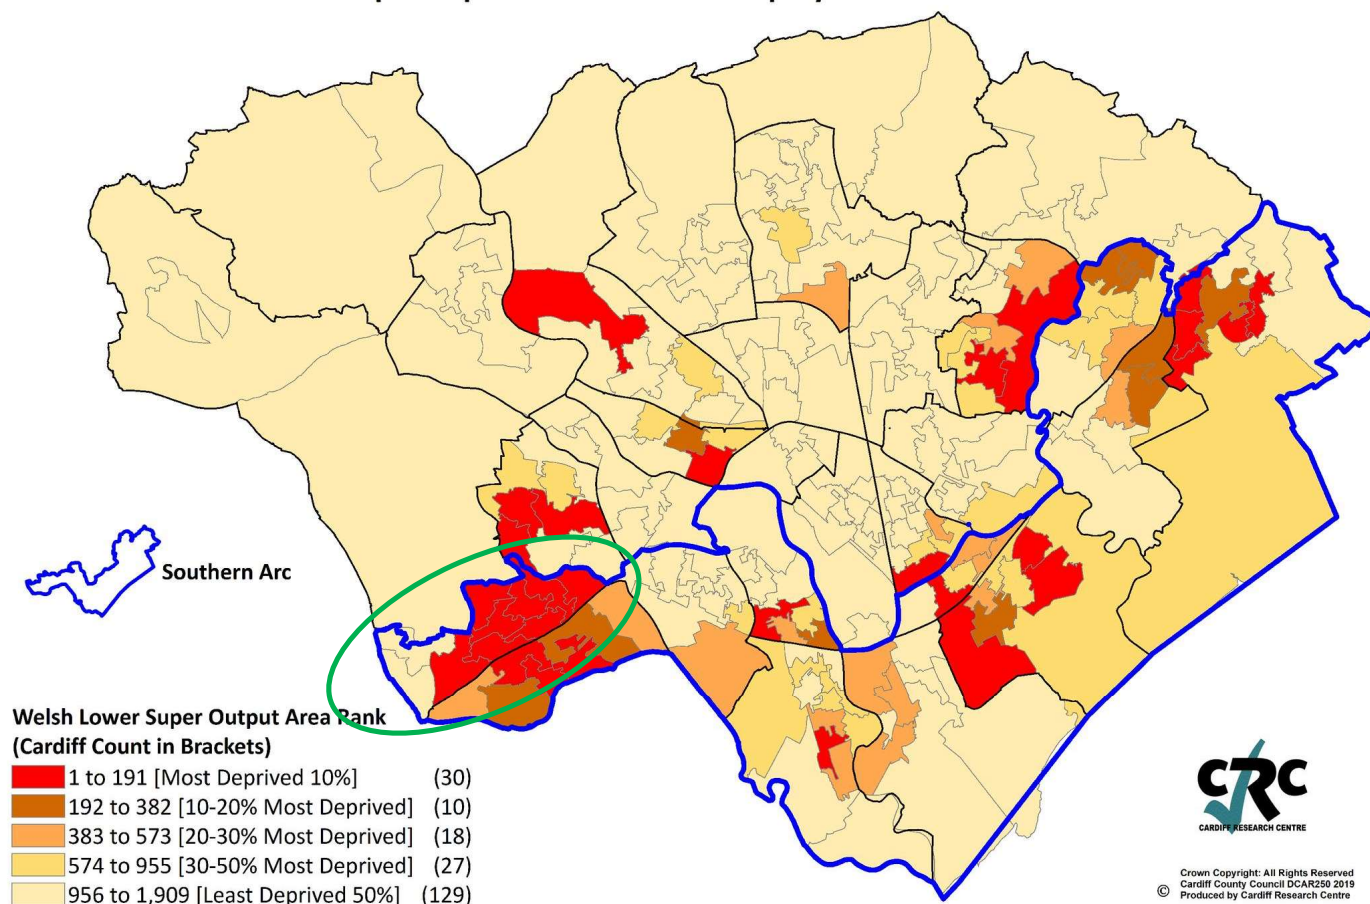 Southern Arc
Welsh Lower Super Output Area Rank
(Cardiff Count in Brackets)
1 to 191 [Most Deprived 10%] (30)
192 to 382 [10-20% Most Deprived] (10)
383 to 573 [20-30% Most Deprived] (18)
574 to 955 [30-50% Most Deprived] (27)
956 to 1,909 [Least Deprived 50%] (129)
CRC
CARDIFF RESEARCH CENTRE
Crown Copyright: All Rights Reserved
Cardiff County Council DCAR250 2019
© Produced by Cardiff Research Centre